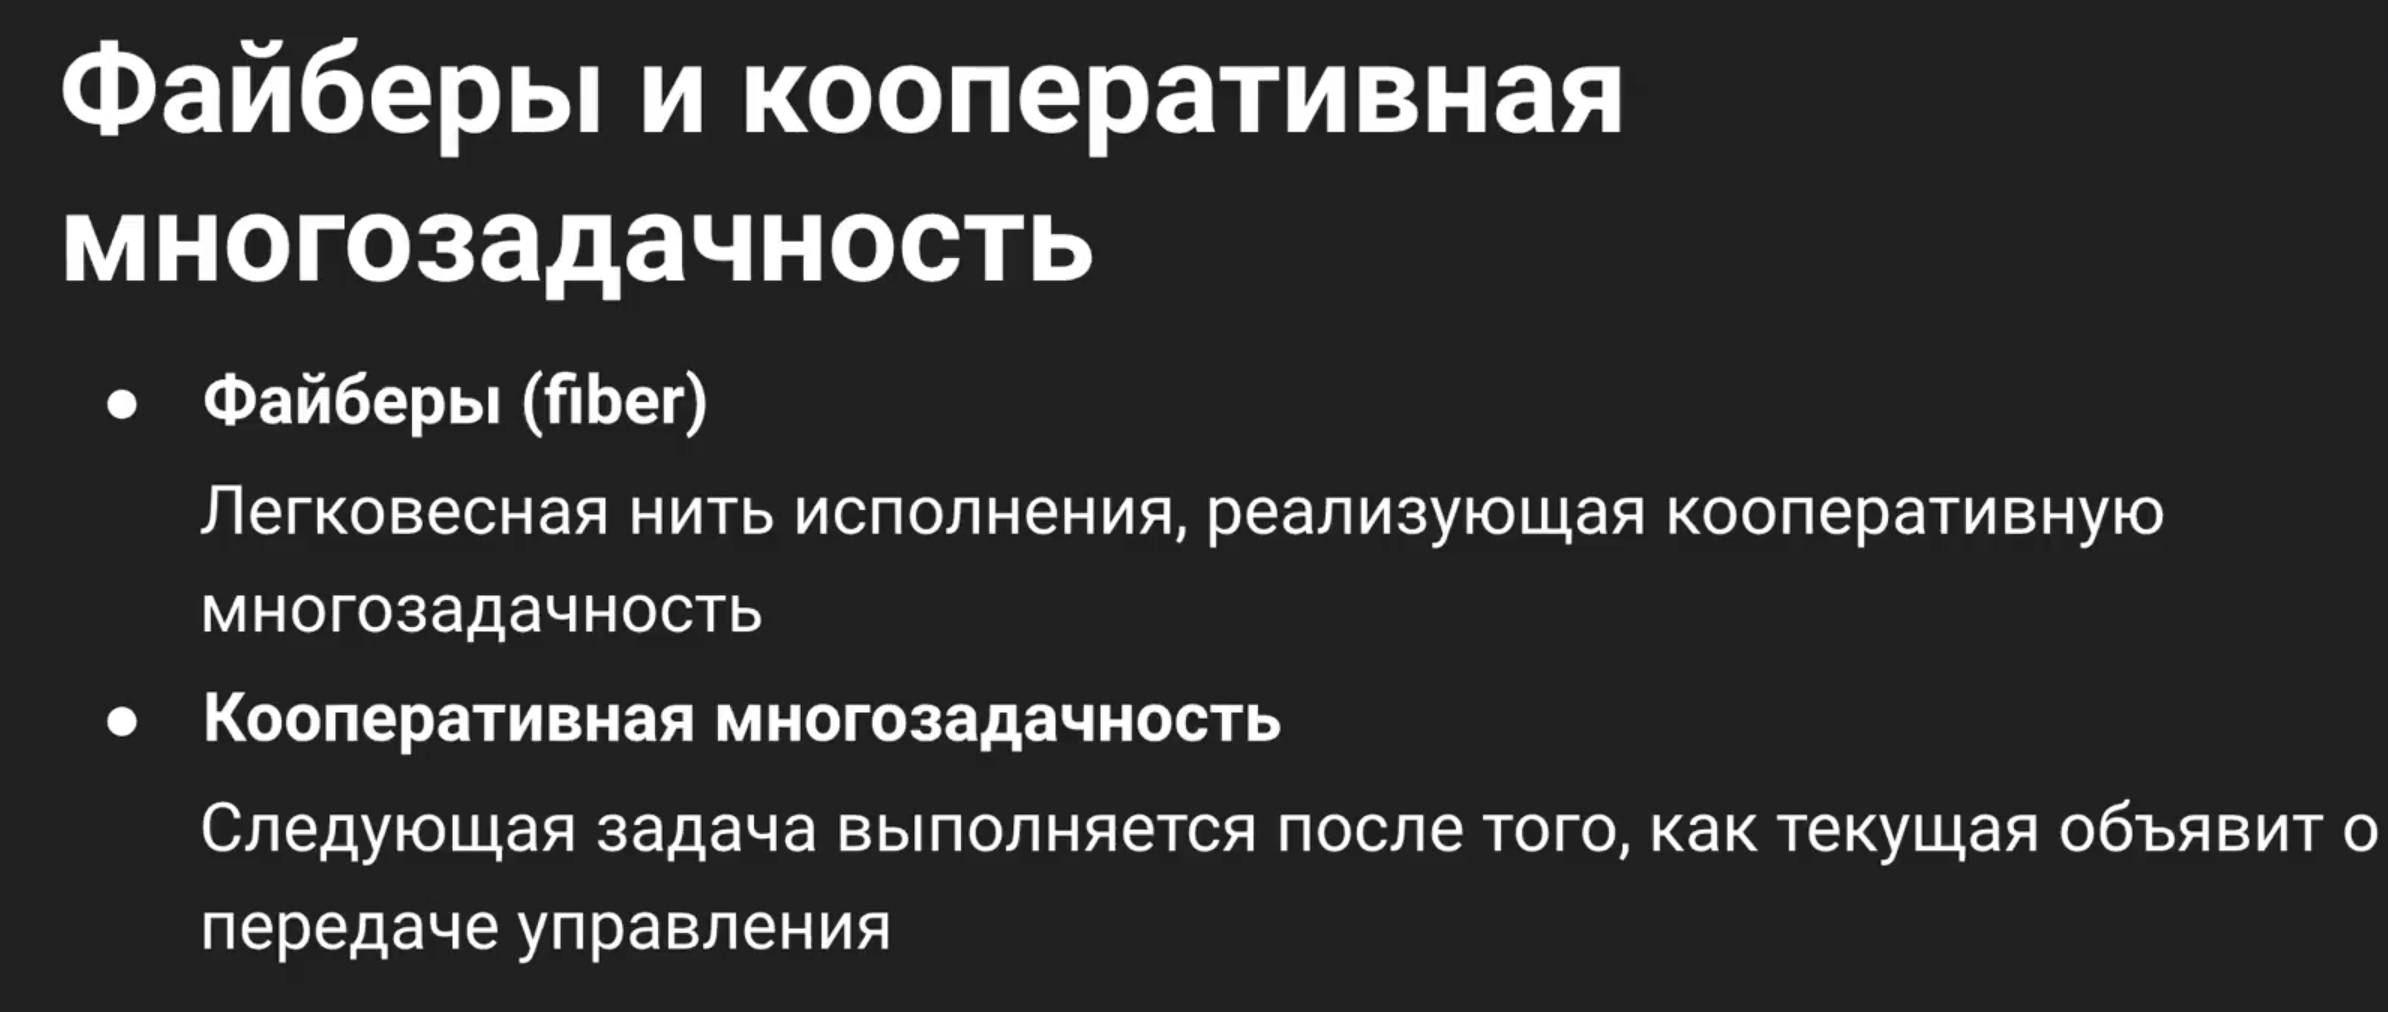 Файберы и кооперативная
многозадачность
● Файберы (fiber)
Легковесная нить исполнения, реализующая кооперативную
многозадачность
● Кооперативная многозадачность
Следующая задача выполняется после того, как текущая объявит о
передаче управления